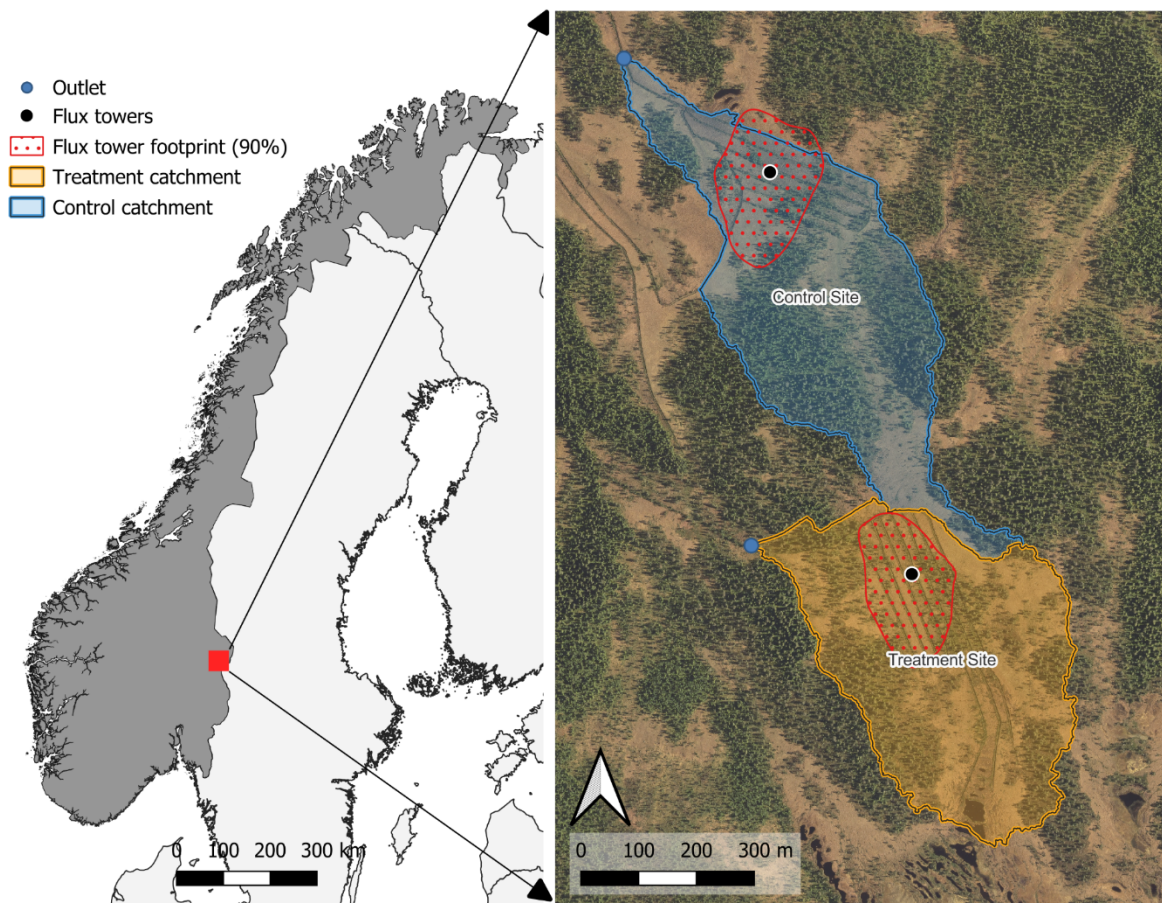 Outlet
Flux towers
Flux tower footprint (90%)
Treatment catchment
Control catchment
Control Site
Treatment Site
0 100 200 300 km
0 100 200 300 m